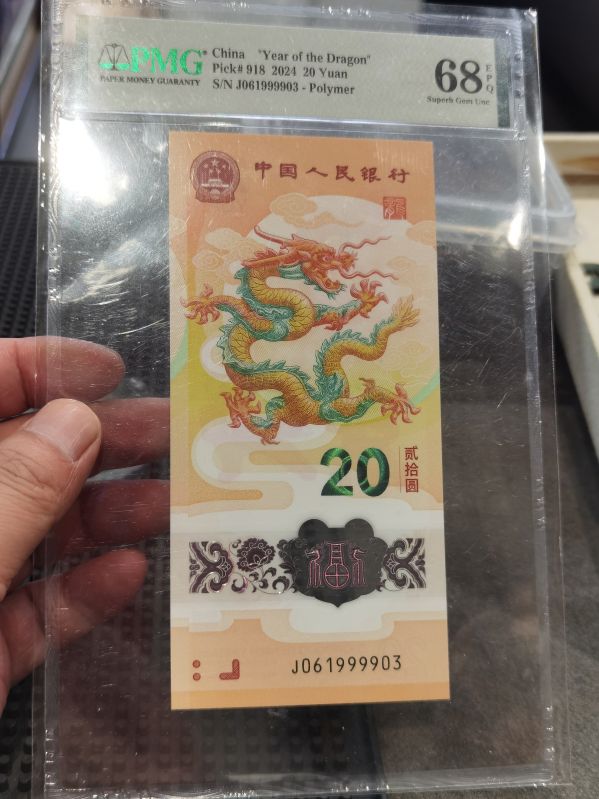 PMG
PAPER MONEY GUARANTY
China "Year of the Dragon"
Pick# 918 2024 20 Yuan
S/N J061999903 - Polymer
68 EPQ
Superb Gem Unc
中国人民银行
龙
20
贰拾圆
福
J061999903